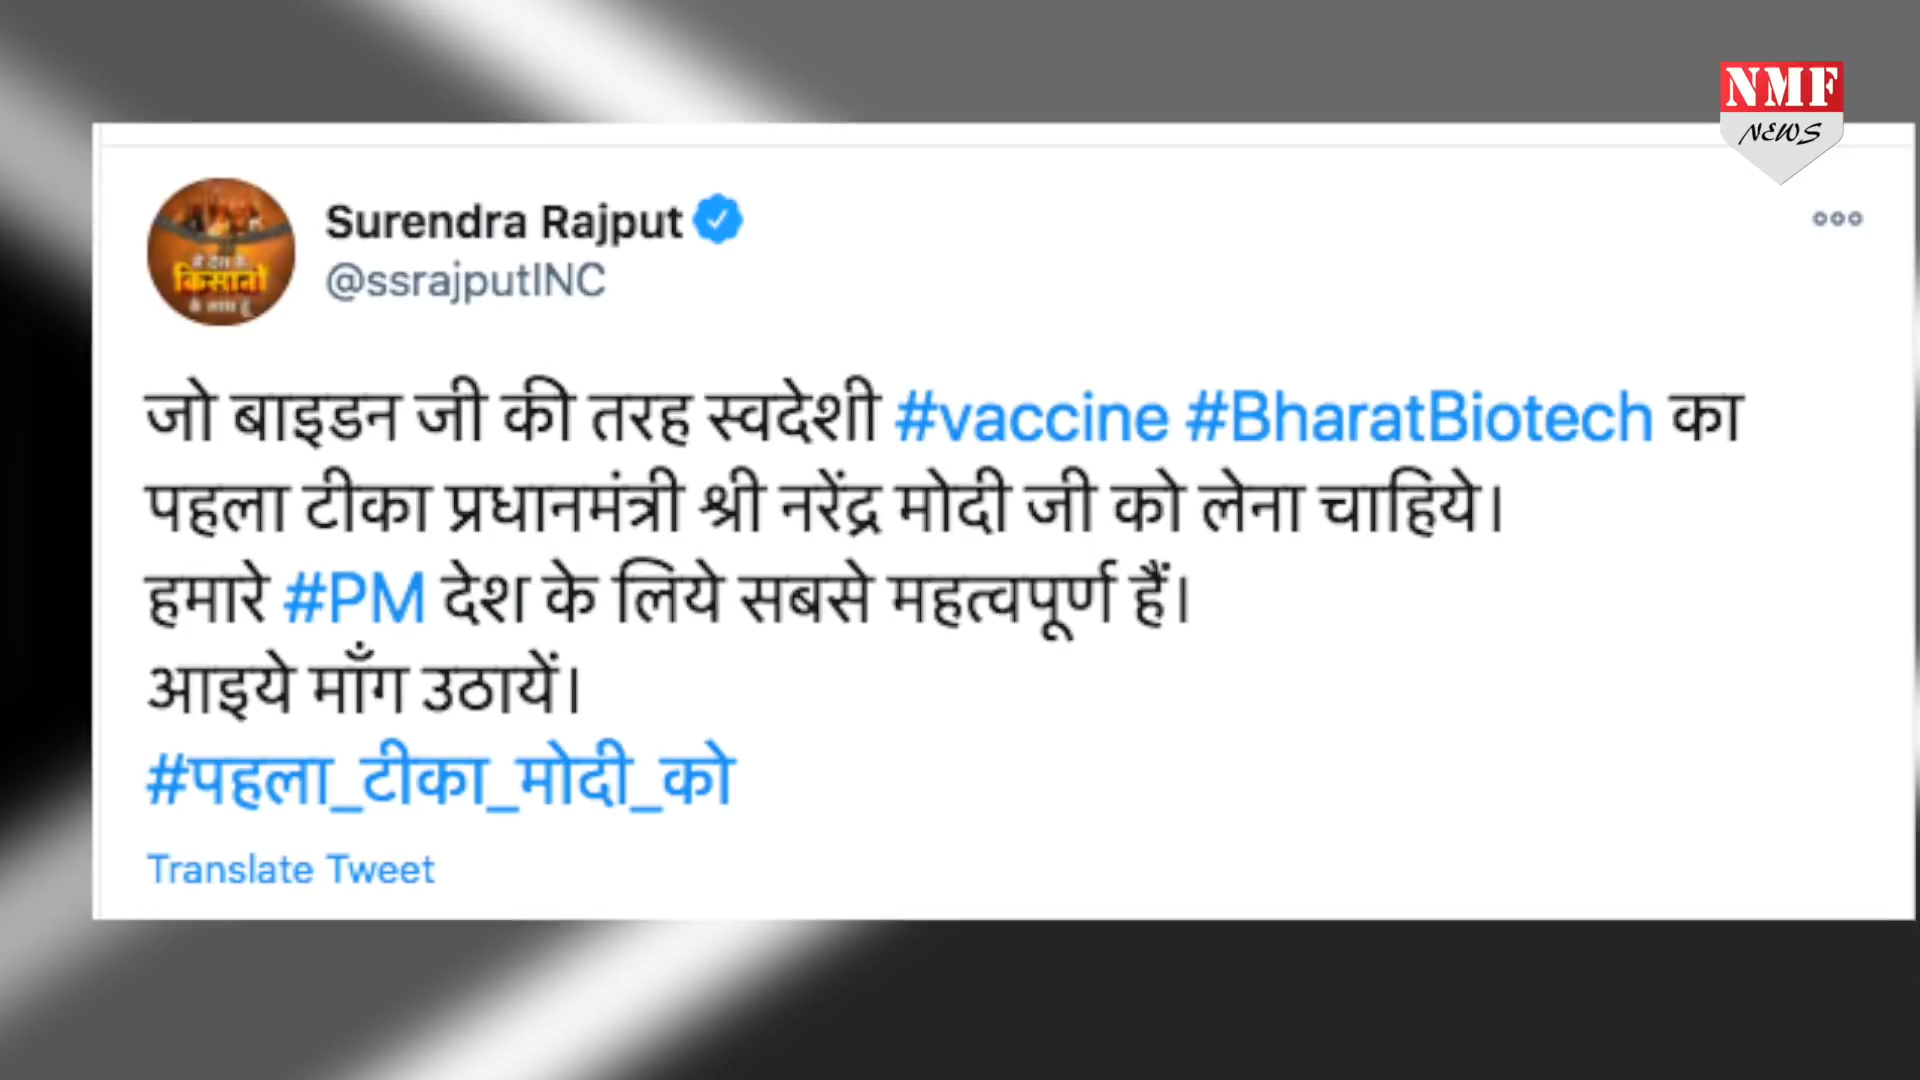 NMF
NEWS
Surendra Rajput
@ssrajputINC
मैं देश के
किसानों
के साथ हूं
जो बाइडन जी की तरह स्वदेशी #vaccine #BharatBiotech का
पहला टीका प्रधानमंत्री श्री नरेंद्र मोदी जी को लेना चाहिये।
हमारे #PM देश के लिये सबसे महत्वपूर्ण हैं।
आइये माँग उठायें।
#पहला_टीका_मोदी_को
Translate Tweet